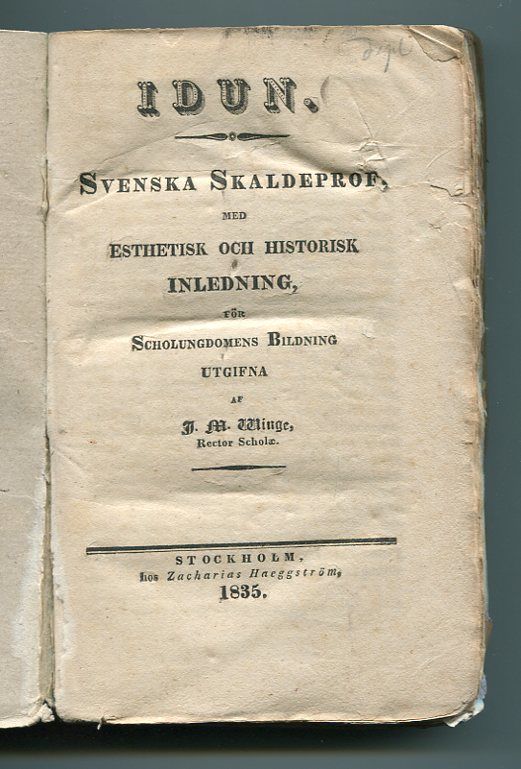 IDUN.
SVENSKA SKALDEPROF,
MED
ESTHETISK OCH HISTORISK
INLEDNING,
FÖR
SCHOLUNGDOMENS BILDNING
UTGIFNA
AF
J. M. Winge,
Rector Scholæ.
STOCKHOLM,
hos Zacharias Haeggström,
1835.